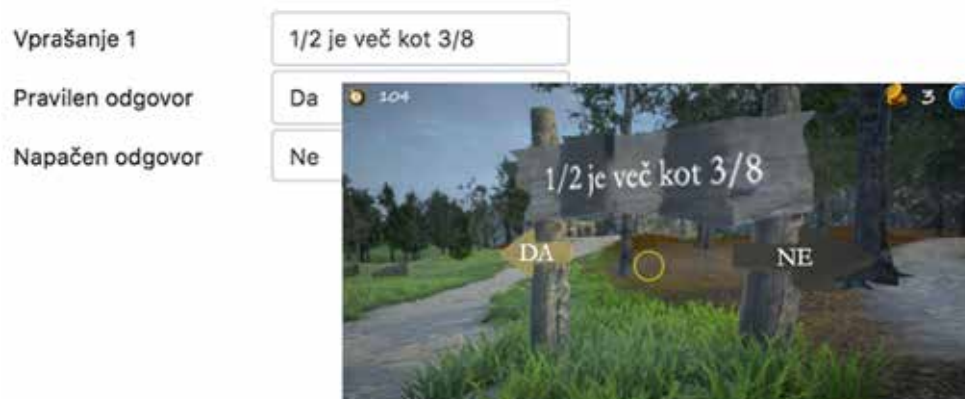 Vprašanje 1
1/2 je več kot 3/8
Pravilen odgovor
Da
Napačen odgovor
Ne
104
3
1/2 je več kot 3/8
DA
NE